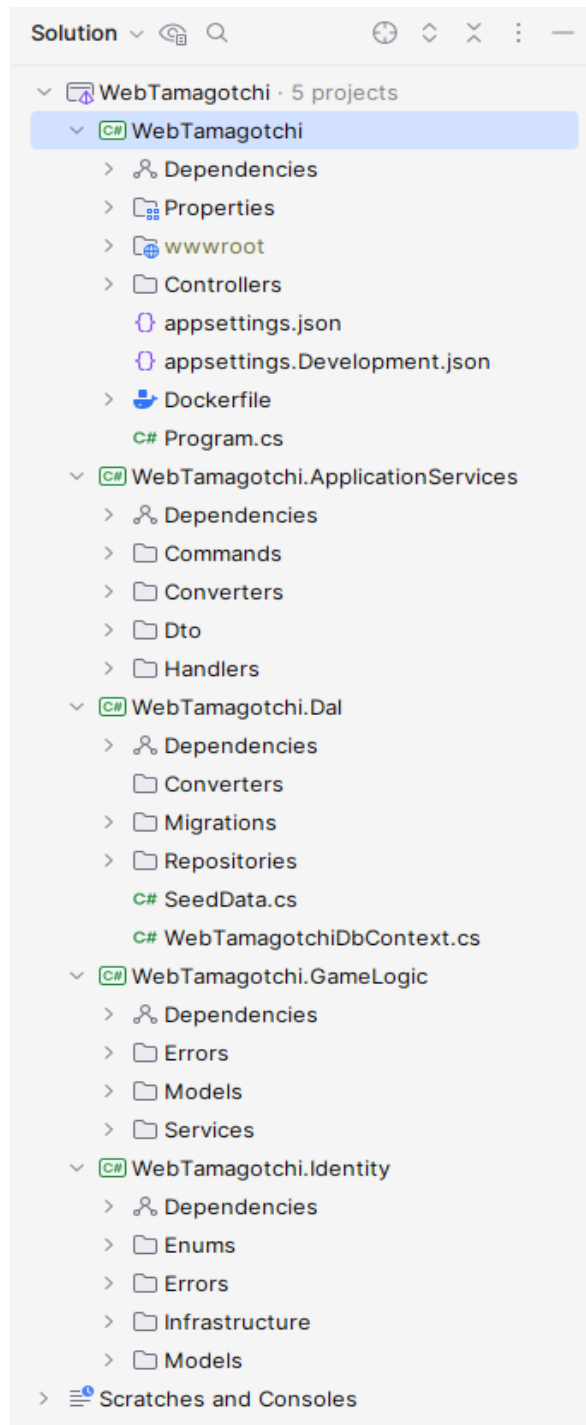 Solution
WebTamagotchi · 5 projects
C# WebTamagotchi
Dependencies
Properties
wwwroot
Controllers
{} appsettings.json
{} appsettings.Development.json
Dockerfile
C# Program.cs
C# WebTamagotchi.ApplicationServices
Dependencies
Commands
Converters
Dto
Handlers
C# WebTamagotchi.Dal
Dependencies
Converters
Migrations
Repositories
C# SeedData.cs
C# WebTamagotchiDbContext.cs
C# WebTamagotchi.GameLogic
Dependencies
Errors
Models
Services
C# WebTamagotchi.Identity
Dependencies
Enums
Errors
Infrastructure
Models
Scratches and Consoles